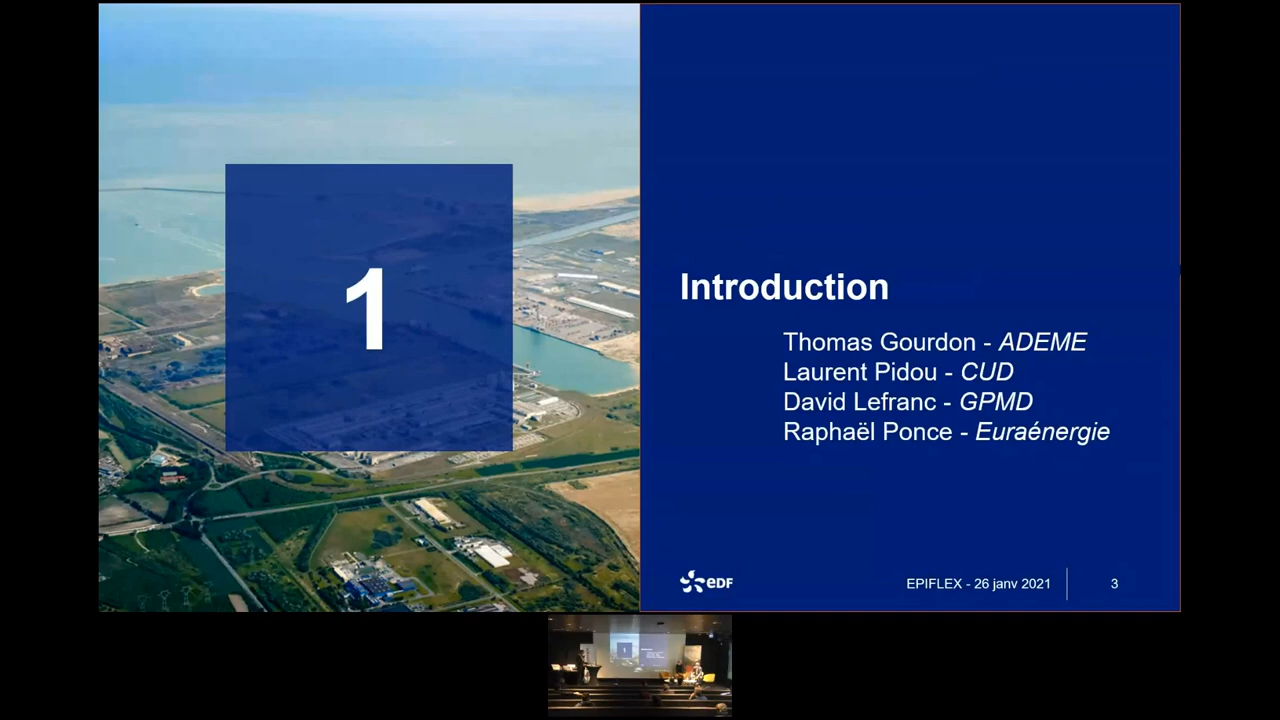 1
Introduction
Thomas Gourdon - ADEME
Laurent Pidou - CUD
David Lefranc - GPMD
Raphaël Ponce - Euraénergie
eDF
EPIFLEX - 26 janv 2021
3